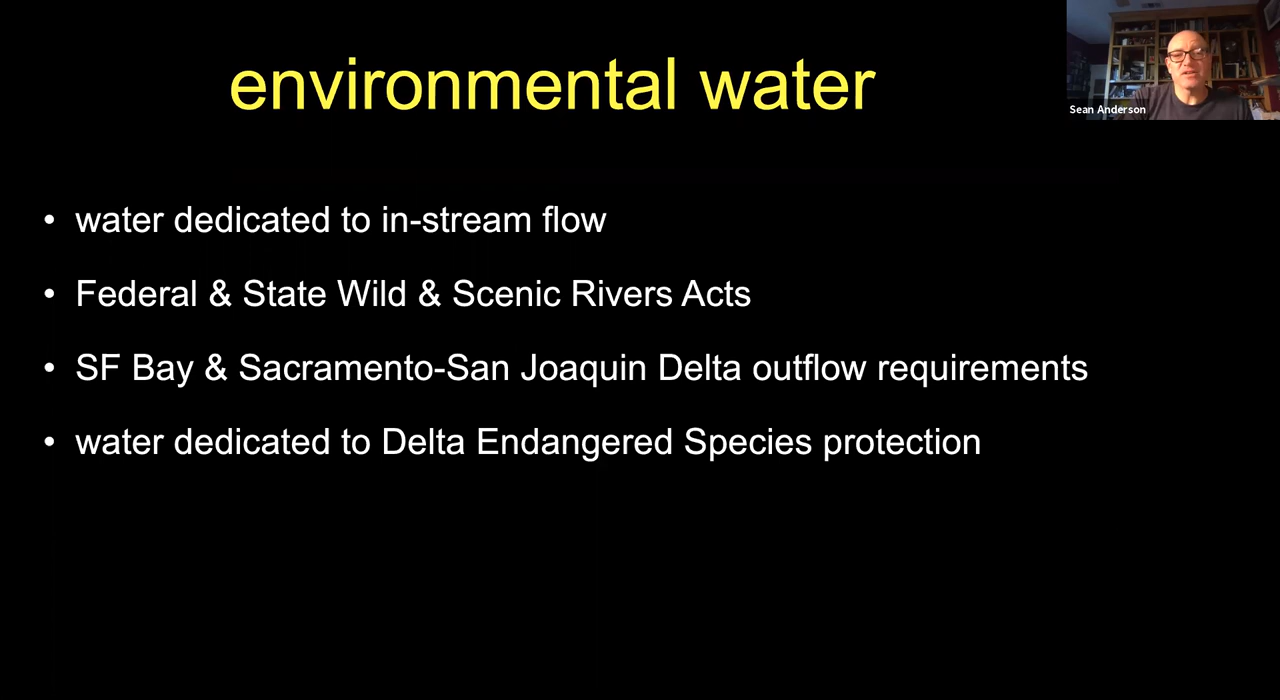 environmental water
Sean Anderson
• water dedicated to in-stream flow
• Federal & State Wild & Scenic Rivers Acts
• SF Bay & Sacramento-San Joaquin Delta outflow requirements
• water dedicated to Delta Endangered Species protection